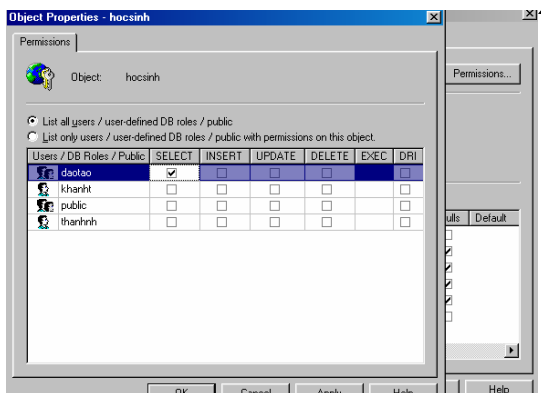 Object Properties - hocsinh
Permissions
Object: hocsinh
List all users / user-defined DB roles / public
List only users / user-defined DB roles / public with permissions on this object.
Users / DB Roles / Public SELECT INSERT UPDATE DELETE EXEC DRI
daotao
khanht
public
thanhnh
OK Cancel Apply Help
Permissions...
ulls Default
Help